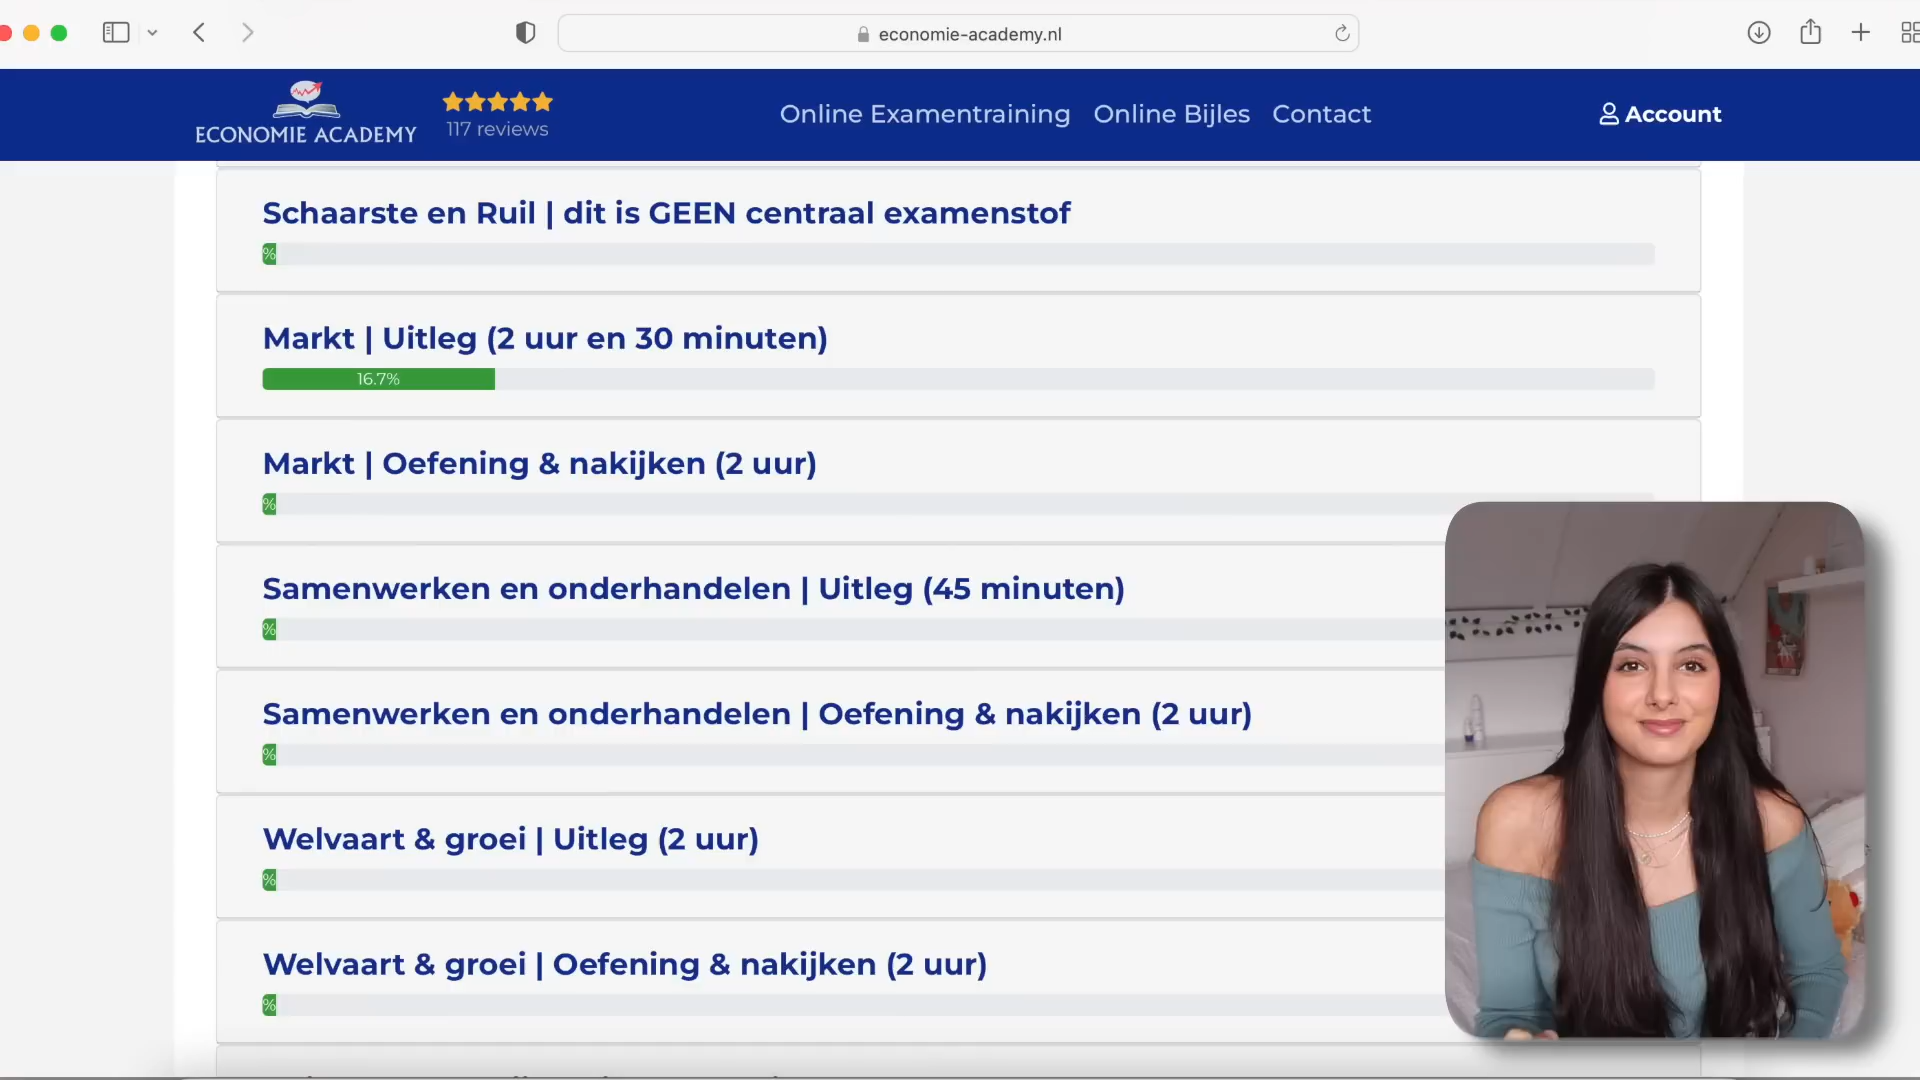 economie-academy.nl
ECONOMIE ACADEMY
117 reviews
Online Examentraining
Online Bijles
Contact
Account
Schaarste en Ruil | dit is GEEN centraal examenstof
%
Markt | Uitleg (2 uur en 30 minuten)
16.7%
Markt | Oefening & nakijken (2 uur)
%
Samenwerken en onderhandelen | Uitleg (45 minuten)
%
Samenwerken en onderhandelen | Oefening & nakijken (2 uur)
%
Welvaart & groei | Uitleg (2 uur)
%
Welvaart & groei | Oefening & nakijken (2 uur)
%